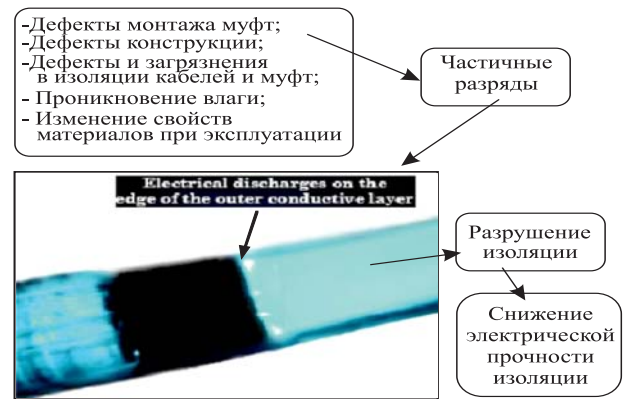 -Дефекты монтажа муфт;
-Дефекты конструкции;
-Дефекты и загрязнения
в изоляции кабелей и муфт;
- Проникновение влаги;
- Изменение свойств
материалов при эксплуатации
Частичные
разряды
Electrical discharges on the
edge of the outer conductive layer
Разрушение
изоляции
Снижение
электрической
прочности
изоляции